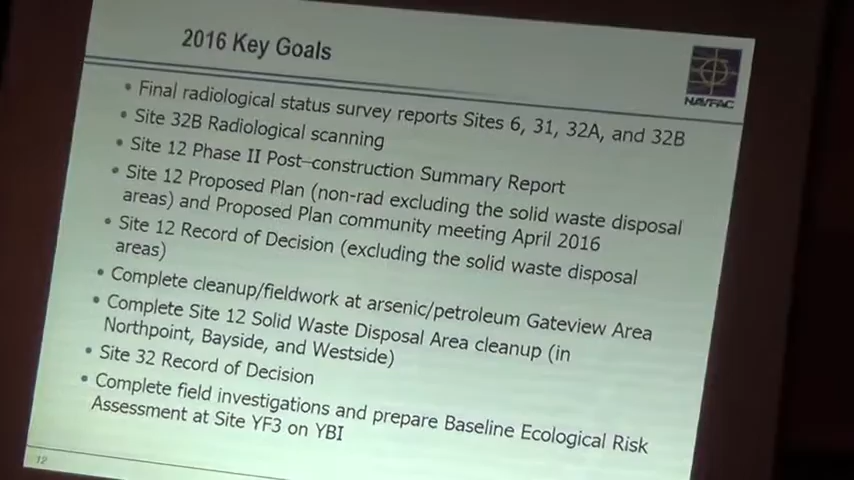 2016 Key Goals
NAVFAC
• Final radiological status survey reports Sites 6, 31, 32A, and 32B
• Site 32B Radiological scanning
• Site 12 Phase II Post–construction Summary Report
• Site 12 Proposed Plan (non-rad excluding the solid waste disposal
areas) and Proposed Plan community meeting April 2016
• Site 12 Record of Decision (excluding the solid waste disposal
areas)
• Complete cleanup/fieldwork at arsenic/petroleum Gateview Area
• Complete Site 12 Solid Waste Disposal Area cleanup (in
Northpoint, Bayside, and Westside)
• Site 32 Record of Decision
• Complete field investigations and prepare Baseline Ecological Risk
Assessment at Site YF3 on YBI
12